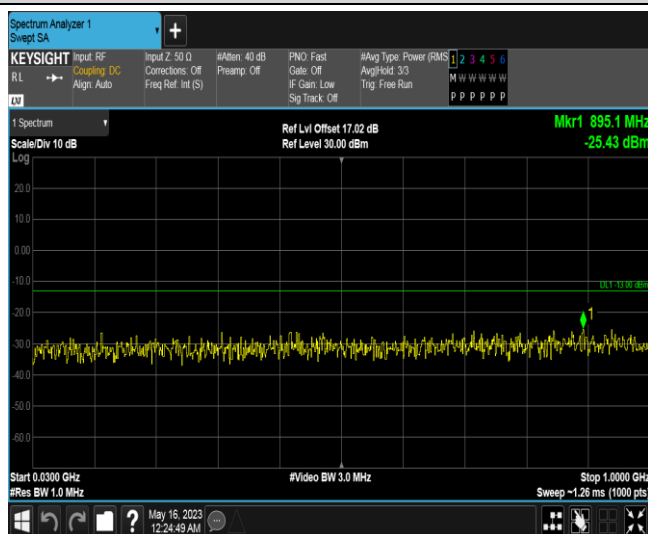 Spectrum Analyzer 1
Swept SA
KEYSIGHT
RL
LXI
Input: RF
Coupling: DC
Align: Auto
Input Z: 50 Ω
Corrections: Off
Freq Ref: Int (S)
#Atten: 40 dB
Preamp: Off
PNO: Fast
Gate: Off
IF Gain: Low
Sig Track: Off
#Avg Type: Power (RMS
Avg|Hold: 3/3
Trig: Free Run
1 2 3 4 5 6
M W W W W W
P P P P P P
1 Spectrum
Scale/Div 10 dB
Log
Ref Lvl Offset 17.02 dB
Ref Level 30.00 dBm
Mkr1 895.1 MHz
-25.43 dBm
20.0
10.0
0.00
-10.0
DL1 -13.00 dBm
-20.0
1
-30.0
-40.0
-50.0
-60.0
Start 0.0300 GHz
#Res BW 1.0 MHz
#Video BW 3.0 MHz
Stop 1.0000 GHz
Sweep ~1.26 ms (1000 pts)
?
May 16, 2023
12:24:49 AM